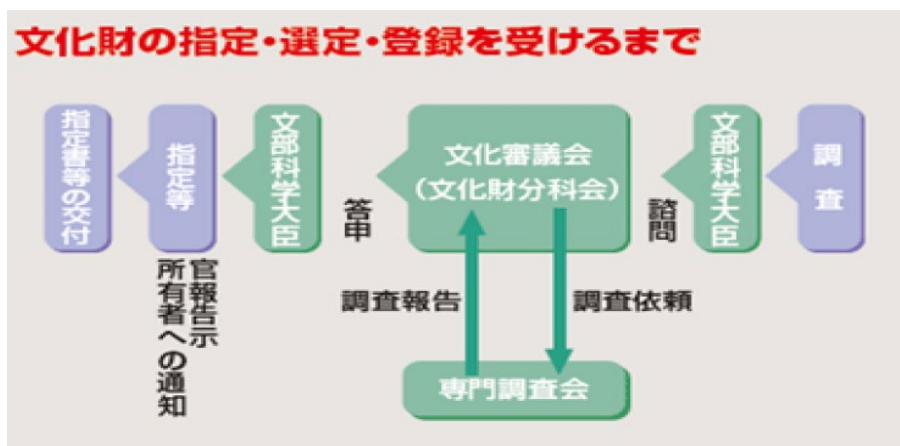 文化財の指定・選定・登録を受けるまで
調査
文部科学大臣
諮問
文化審議会
（文化財分科会）
答申
文部科学大臣
指定等
指定書等の交付
官報告示
所有者への通知
調査報告
調査依頼
専門調査会